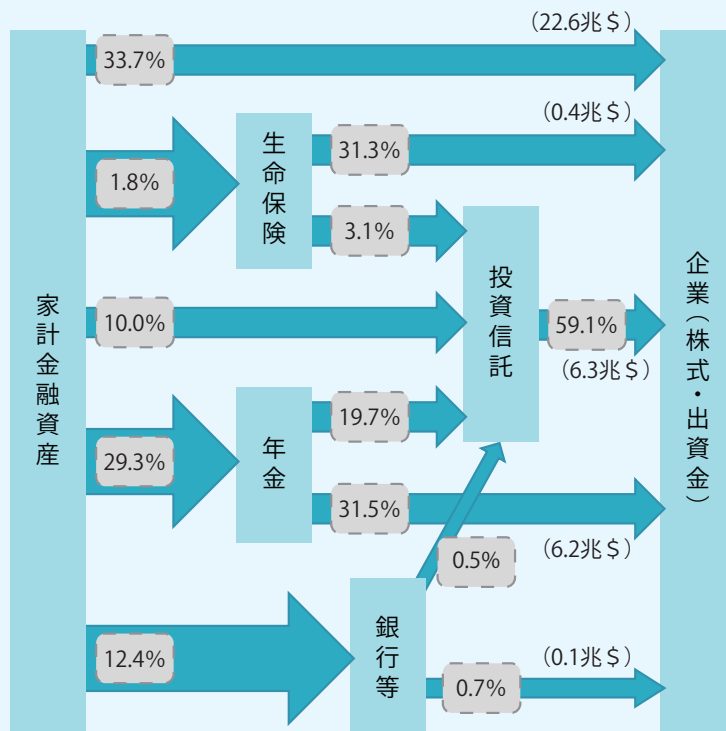 (22.6兆＄)
33.7%
(0.4兆＄)
生命保険
31.3%
1.8%
3.1%
家計金融資産
投資信託
企業（株式・出資金）
10.0%
59.1%
(6.3兆＄)
年金
19.7%
29.3%
31.5%
(6.2兆＄)
0.5%
銀行等
(0.1兆＄)
12.4%
0.7%